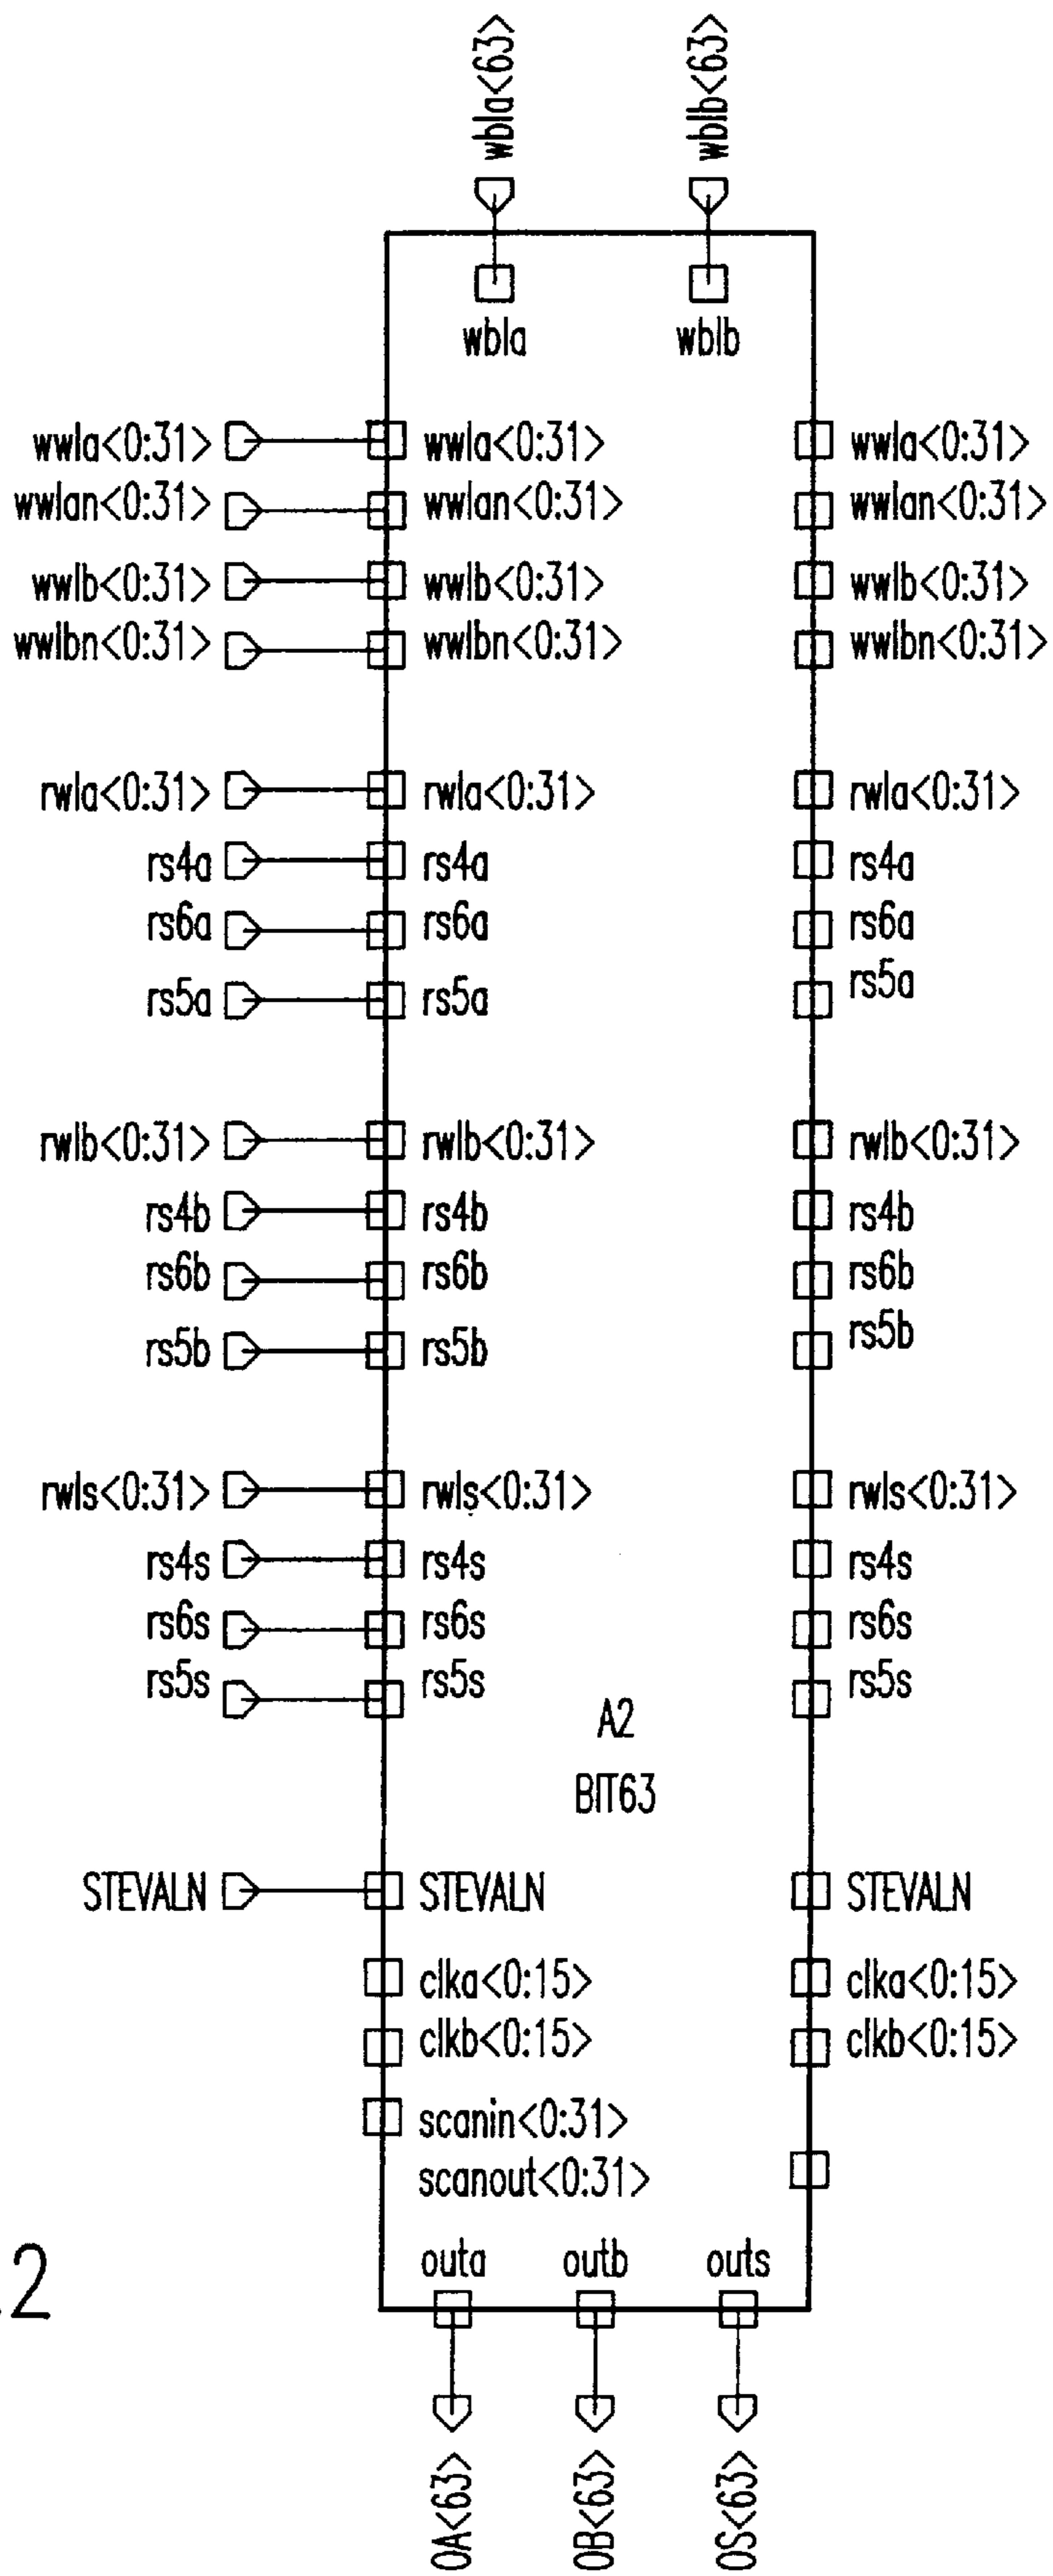 wbla<63> wblb<63>
wbla wblb
wwla<0:31> wwla<0:31> wwla<0:31>
wwlan<0:31> wwlan<0:31> wwlan<0:31>
wwlb<0:31> wwlb<0:31> wwlb<0:31>
wwlbn<0:31> wwlbn<0:31> wwlbn<0:31>
rwla<0:31> rwla<0:31> rwla<0:31>
rs4a rs4a rs4a
rs6a rs6a rs6a
rs5a rs5a rs5a
rwlb<0:31> rwlb<0:31> rwlb<0:31>
rs4b rs4b rs4b
rs6b rs6b rs6b
rs5b rs5b rs5b
rwls<0:31> rwls<0:31> rwls<0:31>
rs4s rs4s rs4s
rs6s rs6s rs6s
rs5s rs5s rs5s
A2
BIT63
STEVALN STEVALN STEVALN
clka<0:15> clka<0:15>
clkb<0:15> clkb<0:15>
scanin<0:31>
scanout<0:31>
outa outb outs
.2
OA<63> OB<63> OS<63>